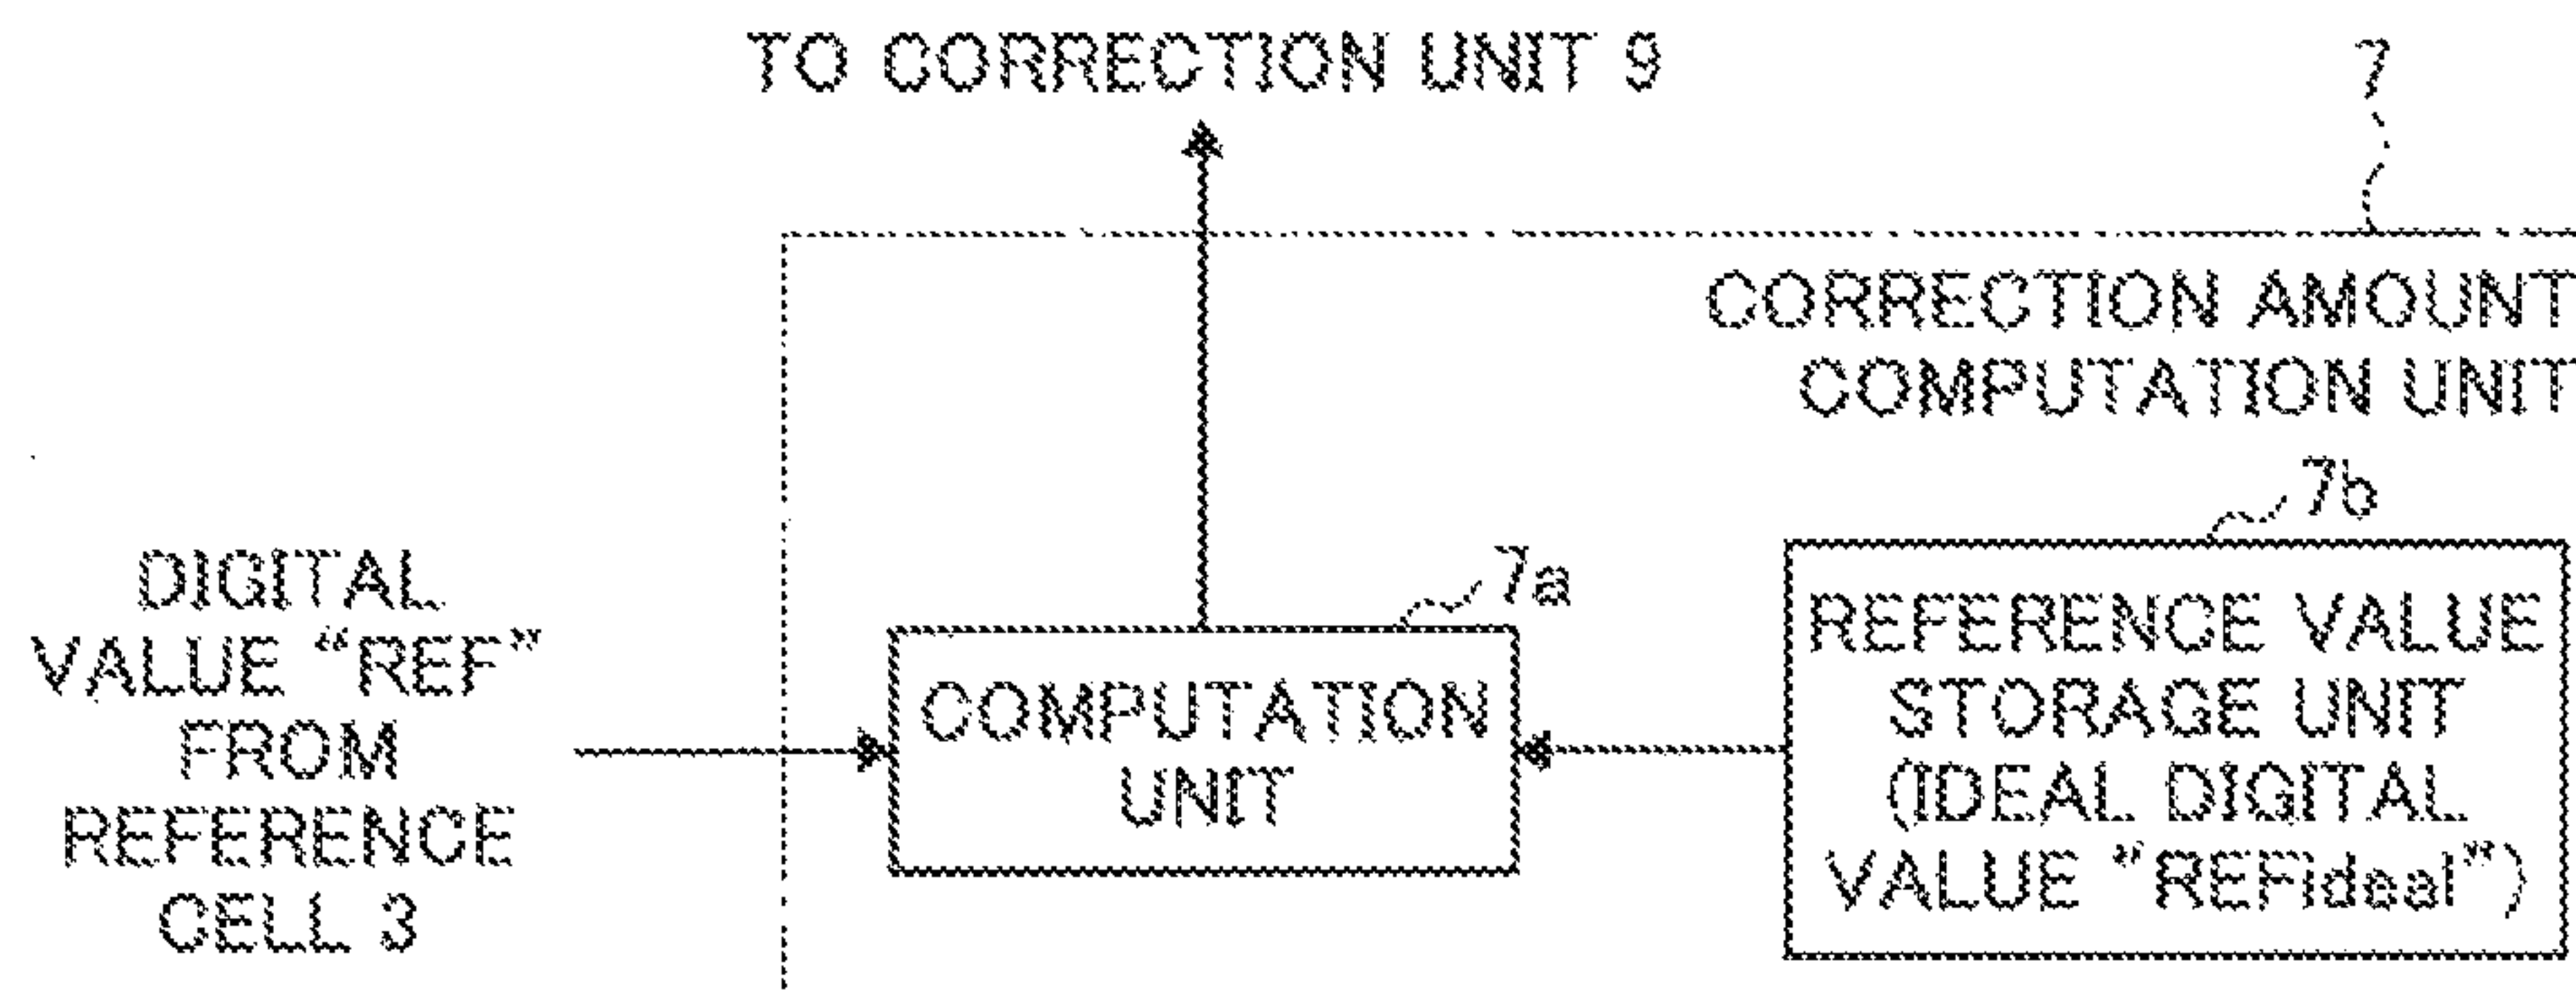 TO CORRECTION UNIT 9
7
CORRECTION AMOUNT
COMPUTATION UNIT
7b
7a
DIGITAL
VALUE “REF”
FROM
REFERENCE
CELL 3
COMPUTATION
UNIT
REFERENCE VALUE
STORAGE UNIT
(IDEAL DIGITAL
VALUE “REFideal”)